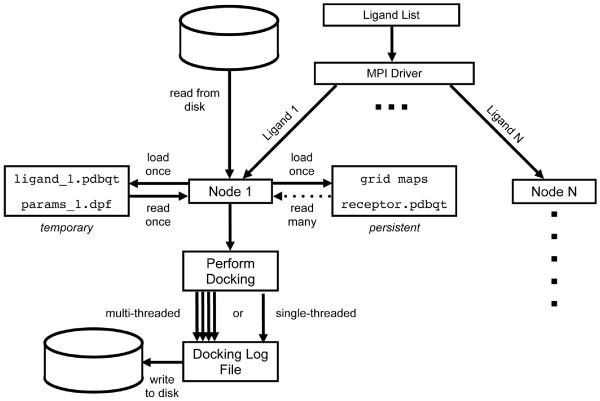 Ligand List
MPI Driver
read from
disk
Ligand 1
Ligand N
load
once
load
once
ligand_1.pdbqt
params_1.dpf
Node 1
grid maps
receptor.pdbqt
Node N
read
once
read
many
temporary
persistent
Perform
Docking
multi-threaded
or
single-threaded
Docking Log
File
write
to disk